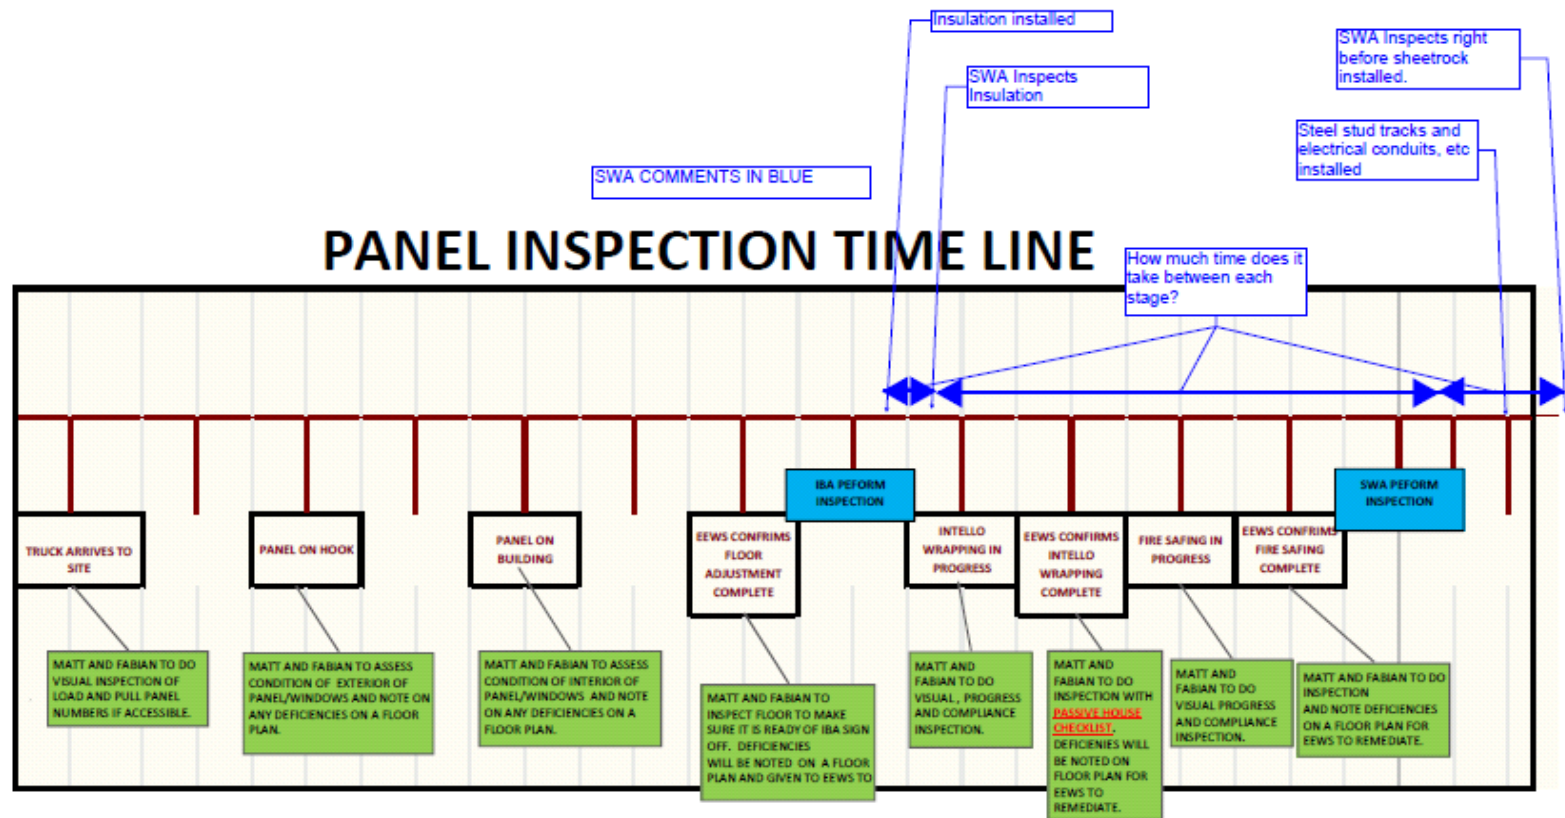 Insulation installed
SWA Inspects right
before sheetrock
installed.
SWA Inspects
Insulation
Steel stud tracks and
electrical conduits, etc
installed
SWA COMMENTS IN BLUE
PANEL INSPECTION TIME LINE
How much time does it
take between each
stage?
IBA PEFORM
INSPECTION
SWA PEFORM
INSPECTION
TRUCK ARRIVES TO
SITE
PANEL ON HOOK
PANEL ON
BUILDING
EEWS CONFRIMS
FLOOR
ADJUSTMENT
COMPLETE
INTELLO
WRAPPING IN
PROGRESS
EEWS CONFIRMS
INTELLO
WRAPPING
COMPLETE
FIRE SAFING IN
PROGRESS
EEWS CONFRIMS
FIRE SAFING
COMPLETE
MATT AND FABIAN TO DO
VISUAL INSPECTION OF
LOAD AND PULL PANEL
NUMBERS IF ACCESSIBLE.
MATT AND FABIAN TO ASSESS
CONDITION OF EXTERIOR OF
PANEL/WINDOWS AND NOTE ON
ANY DEFICIENCIES ON A FLOOR
PLAN.
MATT AND FABIAN TO ASSESS
CONDITION OF INTERIOR OF
PANEL/WINDOWS AND NOTE
ON ANY DEFICIENCIES ON A
FLOOR PLAN.
MATT AND FABIAN TO
INSPECT FLOOR TO MAKE
SURE IT IS READY OF IBA SIGN
OFF. DEFICIENCIES
WILL BE NOTED ON A FLOOR
PLAN AND GIVEN TO EEWS TO
MATT AND
FABIAN TO DO
VISUAL, PROGRESS
AND COMPLIANCE
INSPECTION.
MATT AND
FABIAN TO DO
INSPECTION WITH
PASSIVE HOUSE
CHECKLIST.
DEFICIENIES WILL
BE NOTED ON
FLOOR PLAN FOR
EEWS TO
REMEDIATE.
MATT AND
FABIAN TO DO
VISUAL PROGRESS
AND COMPLIANCE
INSPECTION.
MATT AND FABIAN TO DO
INSPECTION
AND NOTE DEFICIENCIES
ON A FLOOR PLAN FOR
EEWS TO REMEDIATE.